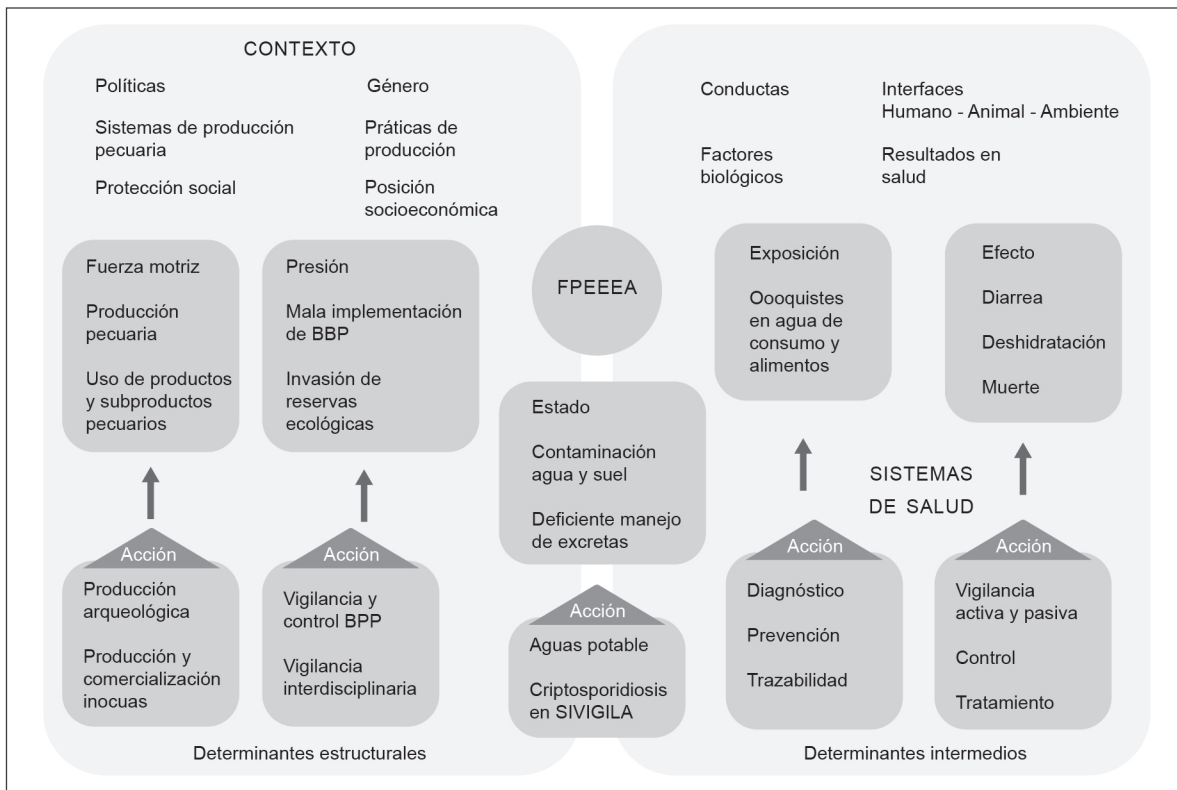 CONTEXTO
Políticas
Género
Sistemas de producción
pecuaria
Práticas de
producción
Protección social
Posición
socioeconómica
Conductas
Interfaces
Humano - Animal - Ambiente
Factores
biológicos
Resultados en
salud
Fuerza motriz
Producción
pecuaria
Uso de productos
y subproductos
pecuarios
Presión
Mala implementación
de BBP
Invasión de
reservas
ecológicas
FPEEEA
Estado
Contaminación
agua y suel
Deficiente manejo
de excretas
Exposición
Oooquistes
en agua de
consumo y
alimentos
Efecto
Diarrea
Deshidratación
Muerte
SISTEMAS
DE SALUD
Acción
Producción
arqueológica
Producción y
comercialización
inocuas
Acción
Vigilancia y
control BPP
Vigilancia
interdisciplinaria
Acción
Aguas potable
Criptosporidiosis
en SIVIGILA
Acción
Diagnóstico
Prevención
Trazabilidad
Acción
Vigilancia
activa y pasiva
Control
Tratamiento
Determinantes estructurales
Determinantes intermedios